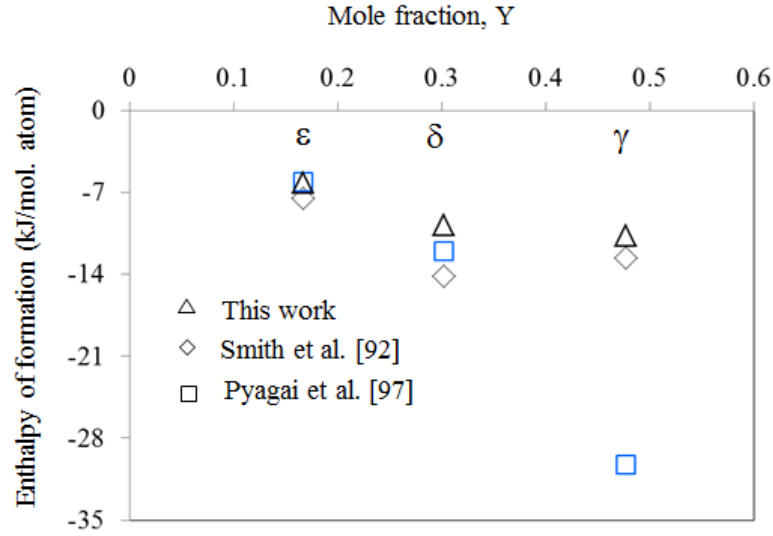 Mole fraction, Y
0 0.1 0.2 0.3 0.4 0.5 0.6
Enthalpy of formation (kJ/mol. atom)
0
-7
-14
-21
-28
-35
ε δ γ
This work
Smith et al. [92]
Pyagai et al. [97]